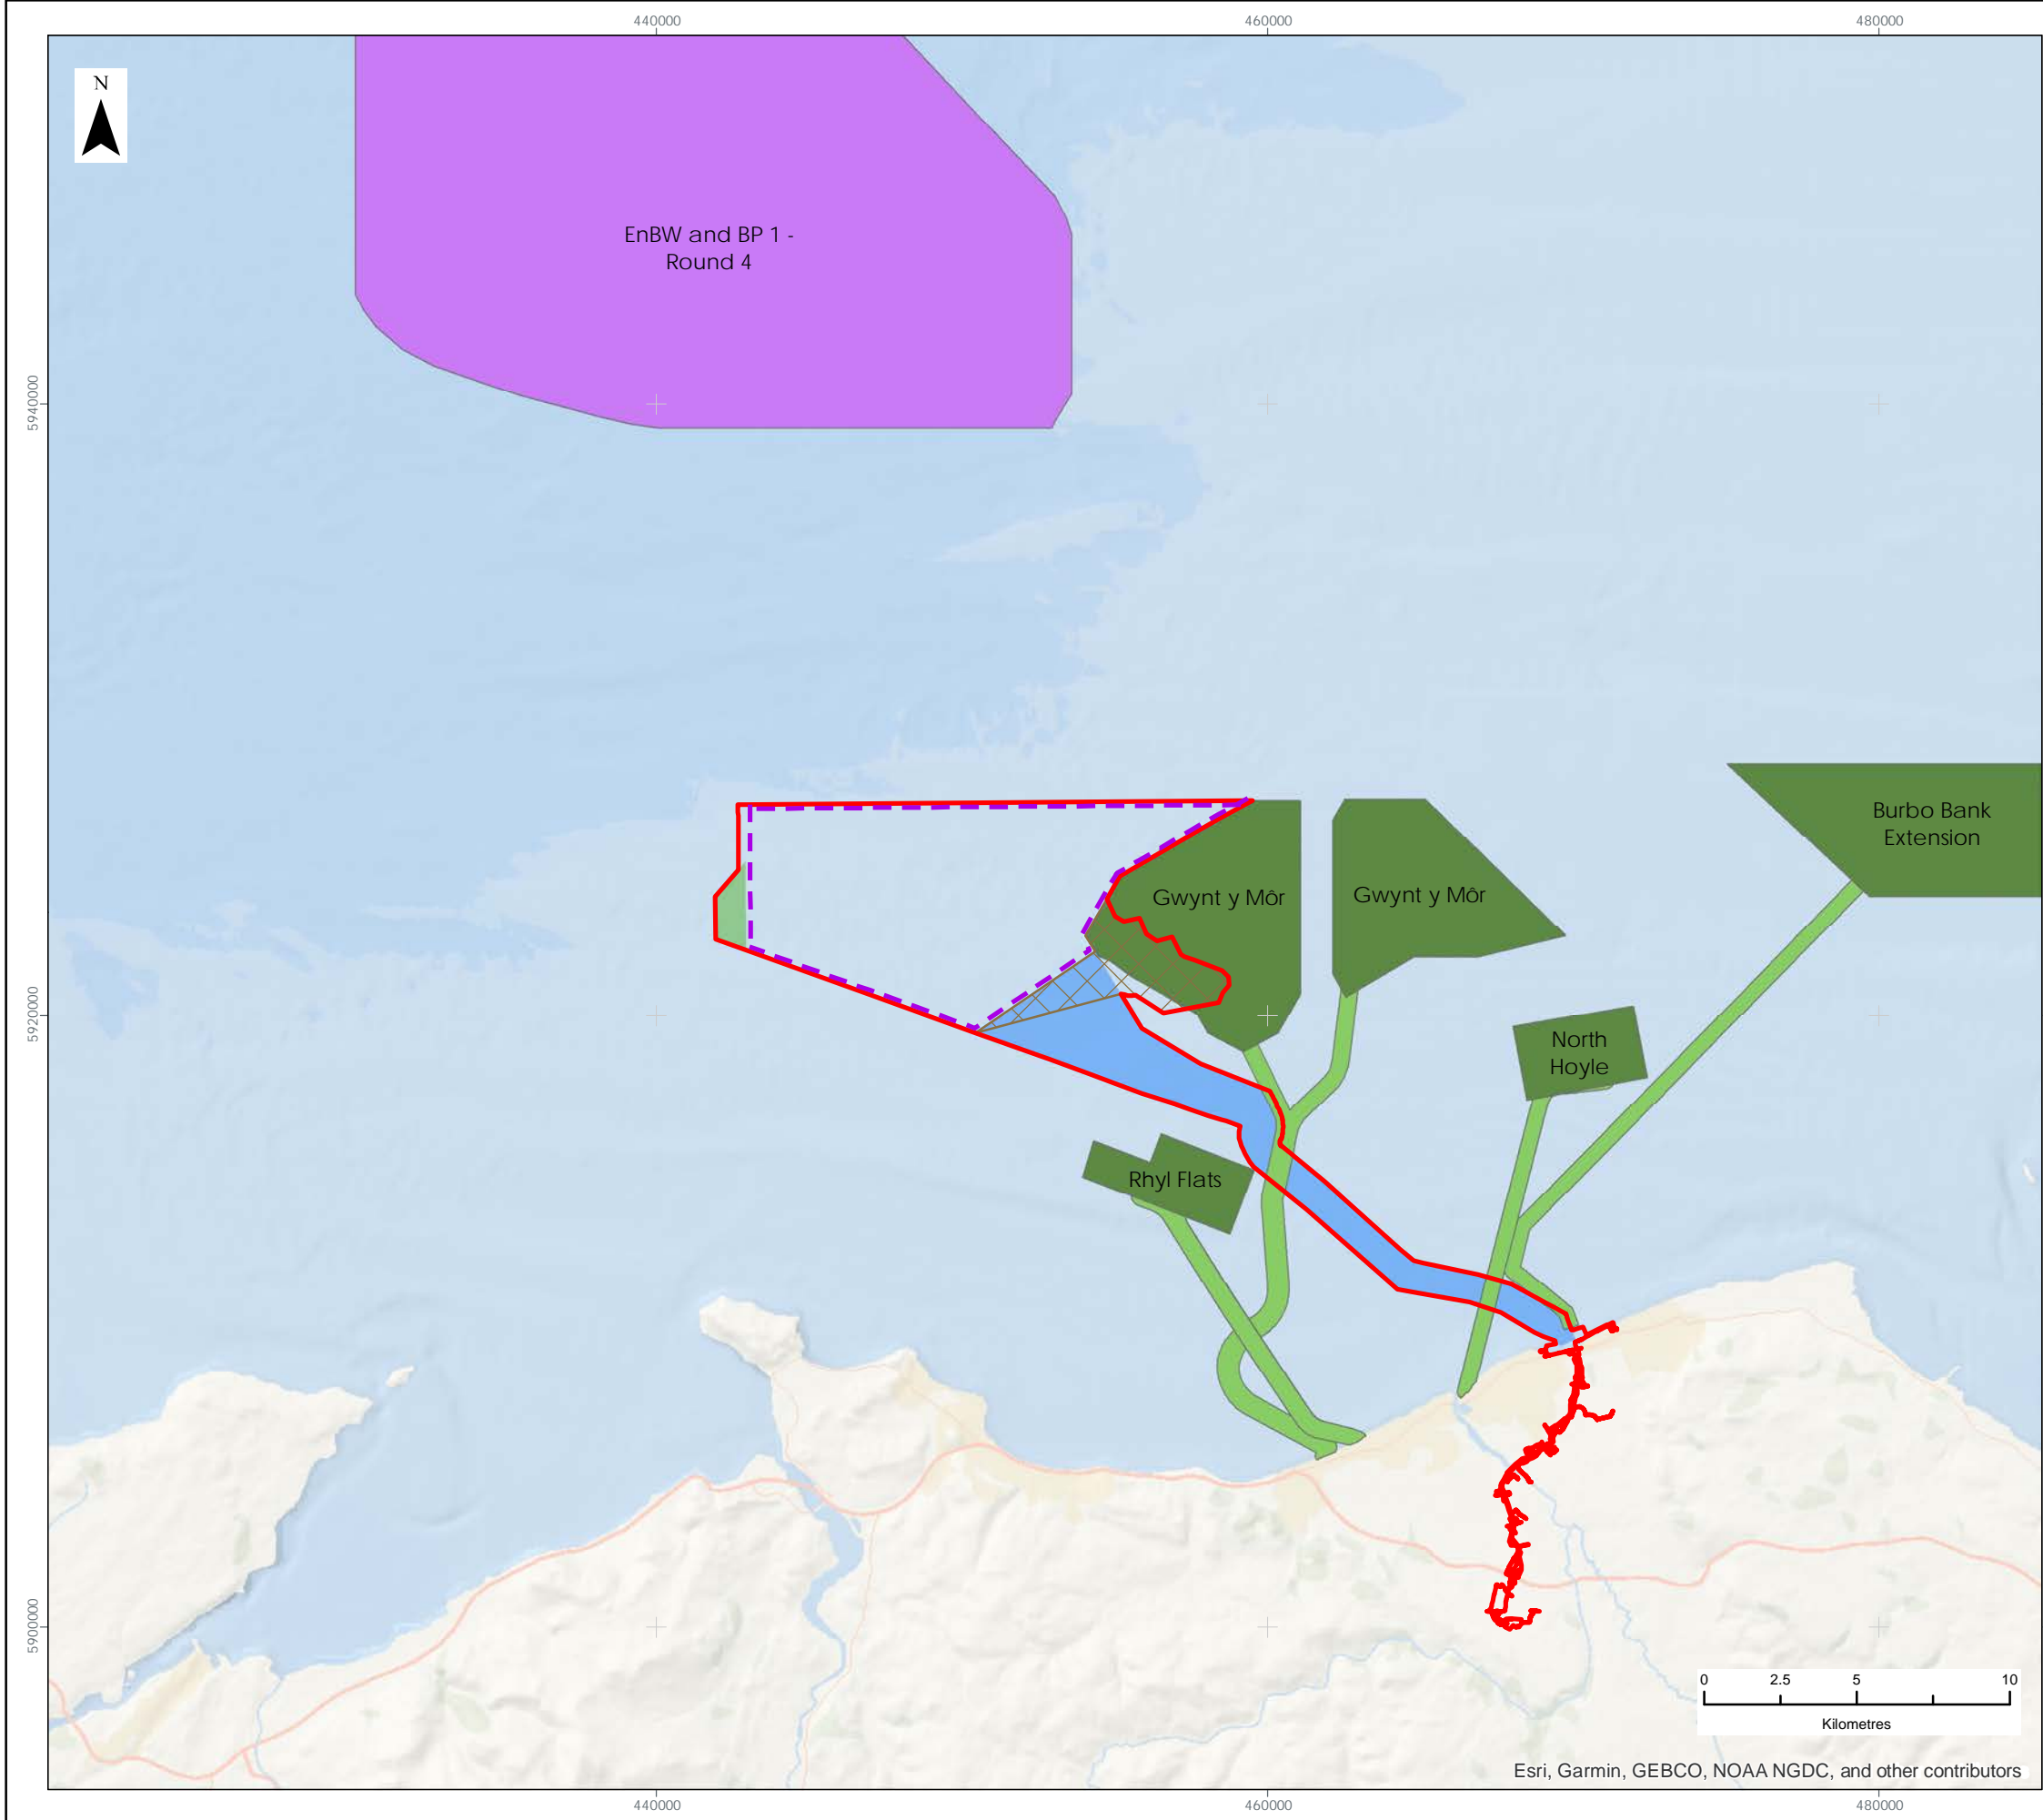 440000
460000
480000
N
EnBW and BP 1 -
Round 4
5940000
Burbo Bank
Extension
Gwynt y Môr
Gwynt y Môr
5920000
North
Hoyle
Rhyl Flats
5900000
0 2.5 5 10
Kilometres
Esri, Garmin, GEBCO, NOAA NGDC, and other contributors
440000
460000
480000